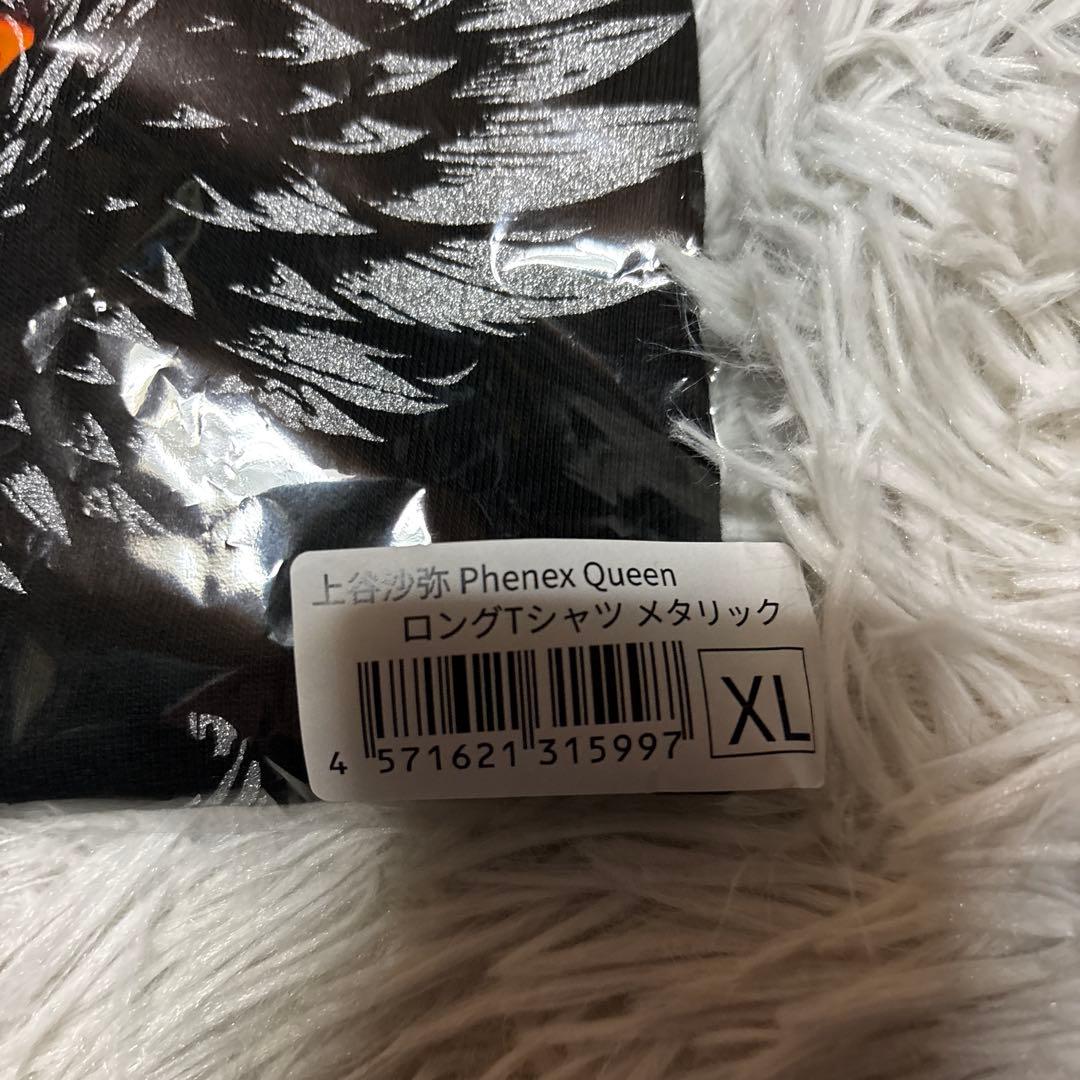 上谷沙弥 Phenex Queen
ロングTシャツ メタリック
XL
4 571621 315997